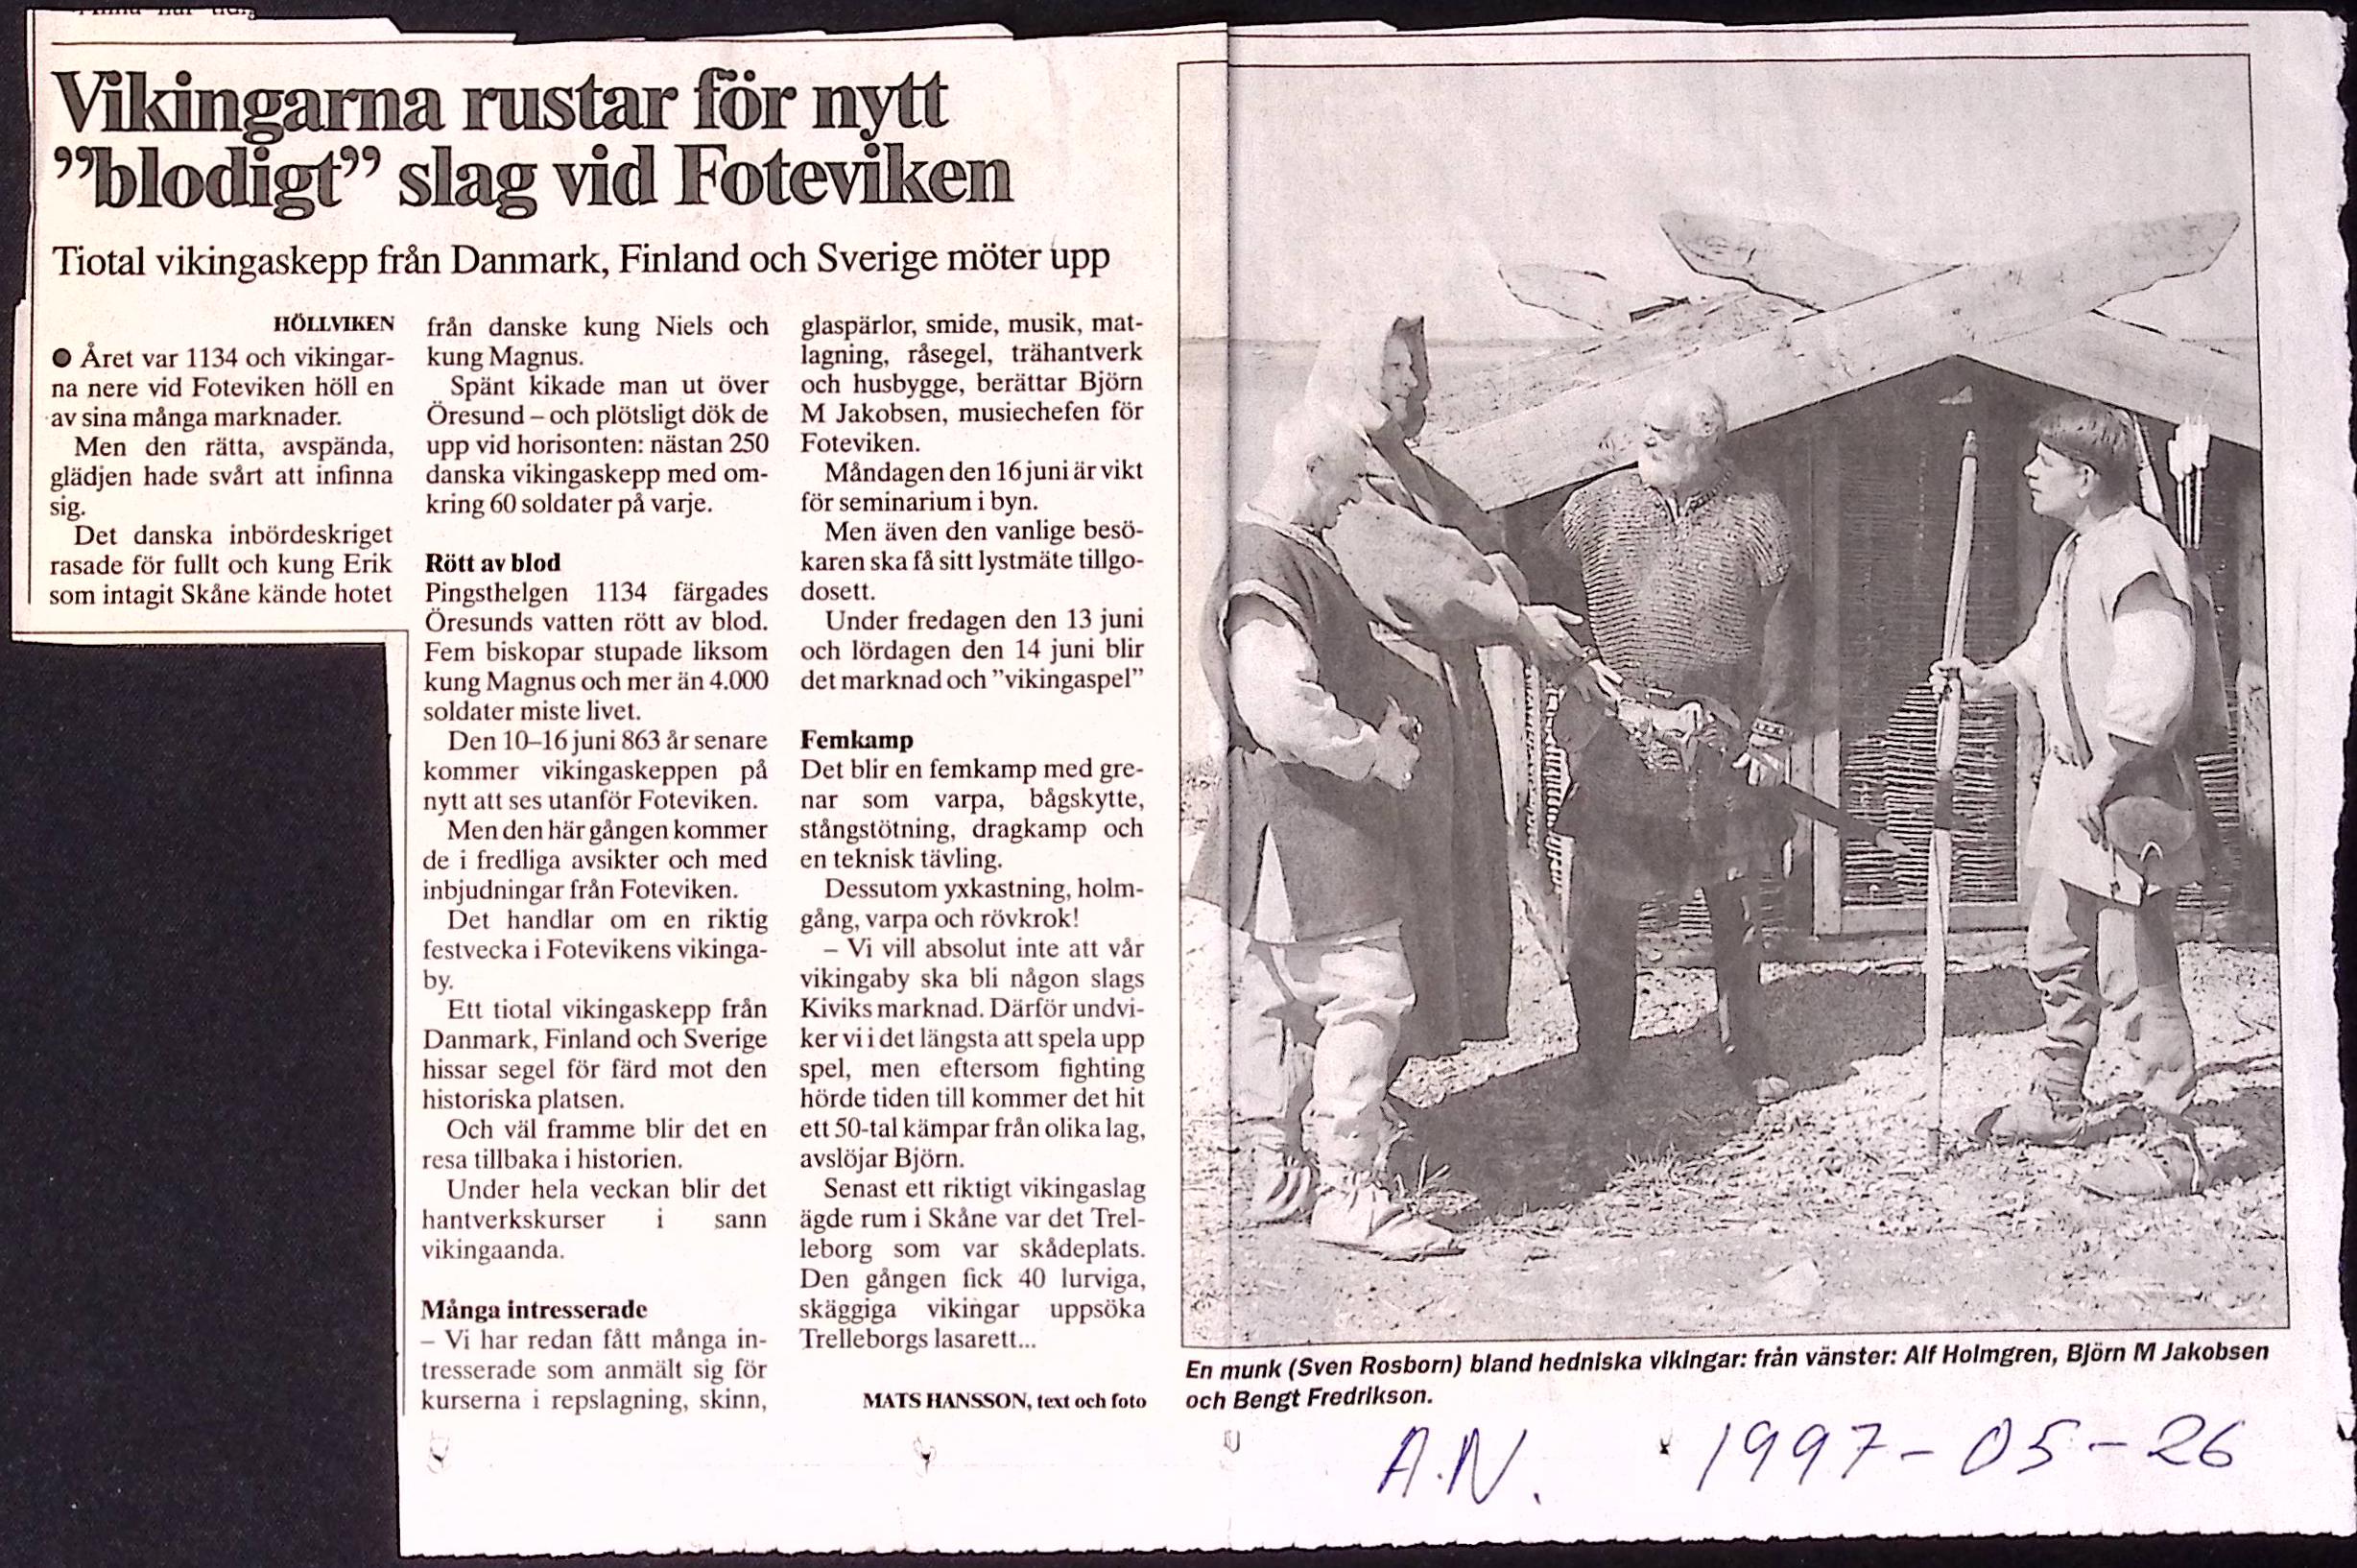 Vikingarna rustar för nytt
”blodigt” slag vid Foteviken
Tiotal vikingaskepp från Danmark, Finland och Sverige möter upp
HÖLLVIKEN
● Året var 1134 och vikingar-
na nere vid Foteviken höll en
av sina många marknader.
Men den rätta, avspända,
glädjen hade svårt att infinna
sig.
Det danska inbördeskriget
rasade för fullt och kung Erik
som intagit Skåne kände hotet
från danske kung Niels och
kung Magnus.
Spänt kikade man ut över
Öresund – och plötsligt dök de
upp vid horisonten: nästan 250
danska vikingaskepp med om-
kring 60 soldater på varje.
Rött av blod
Pingsthelgen 1134 färgades
Öresunds vatten rött av blod.
Fem biskopar stupade liksom
kung Magnus och mer än 4.000
soldater miste livet.
Den 10–16 juni 863 år senare
kommer vikingaskeppen på
nytt att ses utanför Foteviken.
Men den här gången kommer
de i fredliga avsikter och med
inbjudningar från Foteviken.
Det handlar om en riktig
festvecka i Fotevikens vikinga-
by.
Ett tiotal vikingaskepp från
Danmark, Finland och Sverige
hissar segel för färd mot den
historiska platsen.
Och väl framme blir det en
resa tillbaka i historien.
Under hela veckan blir det
hantverkskurser i sann
vikingaanda.
Många intresserade
– Vi har redan fått många in-
tresserade som anmält sig för
kurserna i repslagning, skinn,
glaspärlor, smide, musik, mat-
lagning, råsegel, trähantverk
och husbygge, berättar Björn
M Jakobsen, musiechefen för
Foteviken.
Måndagen den 16 juni är vikt
för seminarium i byn.
Men även den vanlige besö-
karen ska få sitt lystmäte tillgo-
dosett.
Under fredagen den 13 juni
och lördagen den 14 juni blir
det marknad och ”vikingaspel”
Femkamp
Det blir en femkamp med gre-
nar som varpa, bågskytte,
stångstötning, dragkamp och
en teknisk tävling.
Dessutom yxkastning, holm-
gång, varpa och rövkrok!
– Vi vill absolut inte att vår
vikingaby ska bli någon slags
Kiviks marknad. Därför undvi-
ker vi i det längsta att spela upp
spel, men eftersom fighting
hörde tiden till kommer det hit
ett 50-tal kämpar från olika lag,
avslöjar Björn.
Senast ett riktigt vikingaslag
ägde rum i Skåne var det Trel-
leborg som var skådeplats.
Den gången fick 40 lurviga,
skäggiga vikingar uppsöka
Trelleborgs lasarett...
MATS HANSSON, text och foto
En munk (Sven Rosborn) bland hedniska vikingar: från vänster: Alf Holmgren, Björn M Jakobsen
och Bengt Fredrikson.
A.N. 1997-05-26